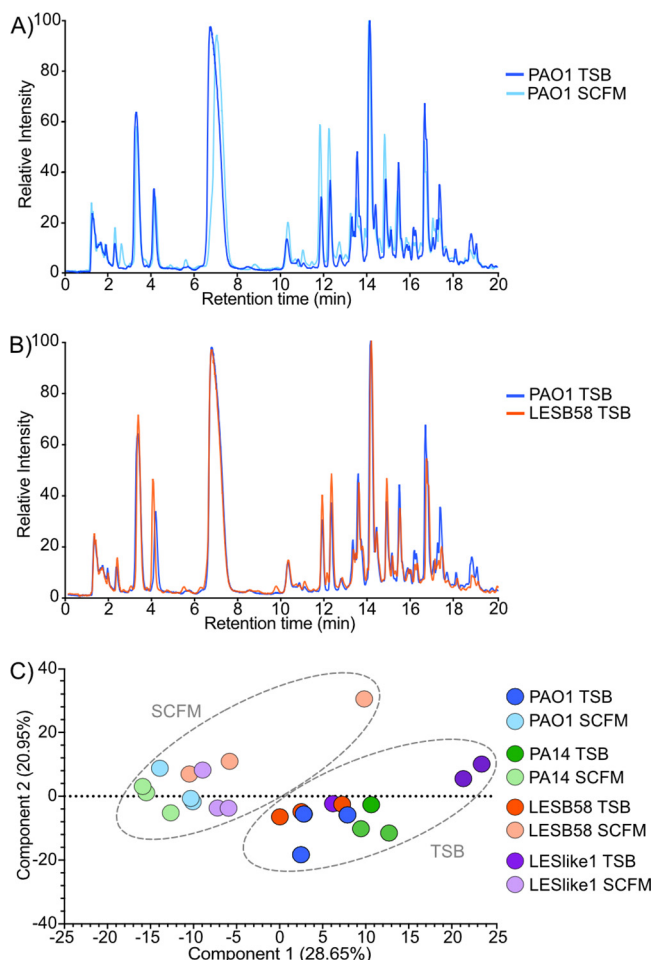 A)
100
80
60
40
20
0
Relative Intensity
0 2 4 6 8 10 12 14 16 18 20
Retention time (min)
PAO1 TSB
PAO1 SCFM
B)
100
80
60
40
20
0
Relative Intensity
0 2 4 6 8 10 12 14 16 18 20
Retention time (min)
PAO1 TSB
LESB58 TSB
C)
40
20
0
-20
-40
Component 2 (20.95%)
SCFM
TSB
-25 -20 -15 -10 -5 0 5 10 15 20 25
Component 1 (28.65%)
PAO1 TSB
PAO1 SCFM
PA14 TSB
PA14 SCFM
LESB58 TSB
LESB58 SCFM
LESlike1 TSB
LESlike1 SCFM